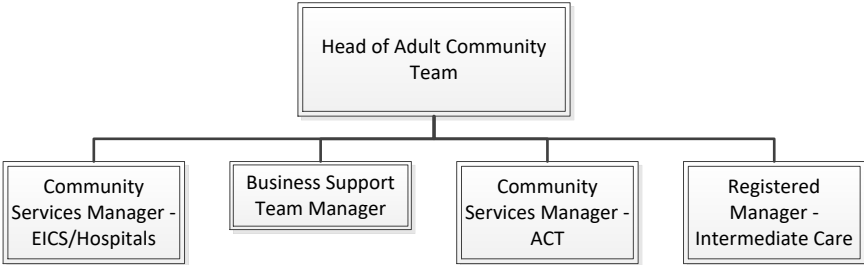 Head of Adult Community
Team
Community
Services Manager -
EICS/Hospitals
Business Support
Team Manager
Community
Services Manager -
ACT
Registered
Manager -
Intermediate Care